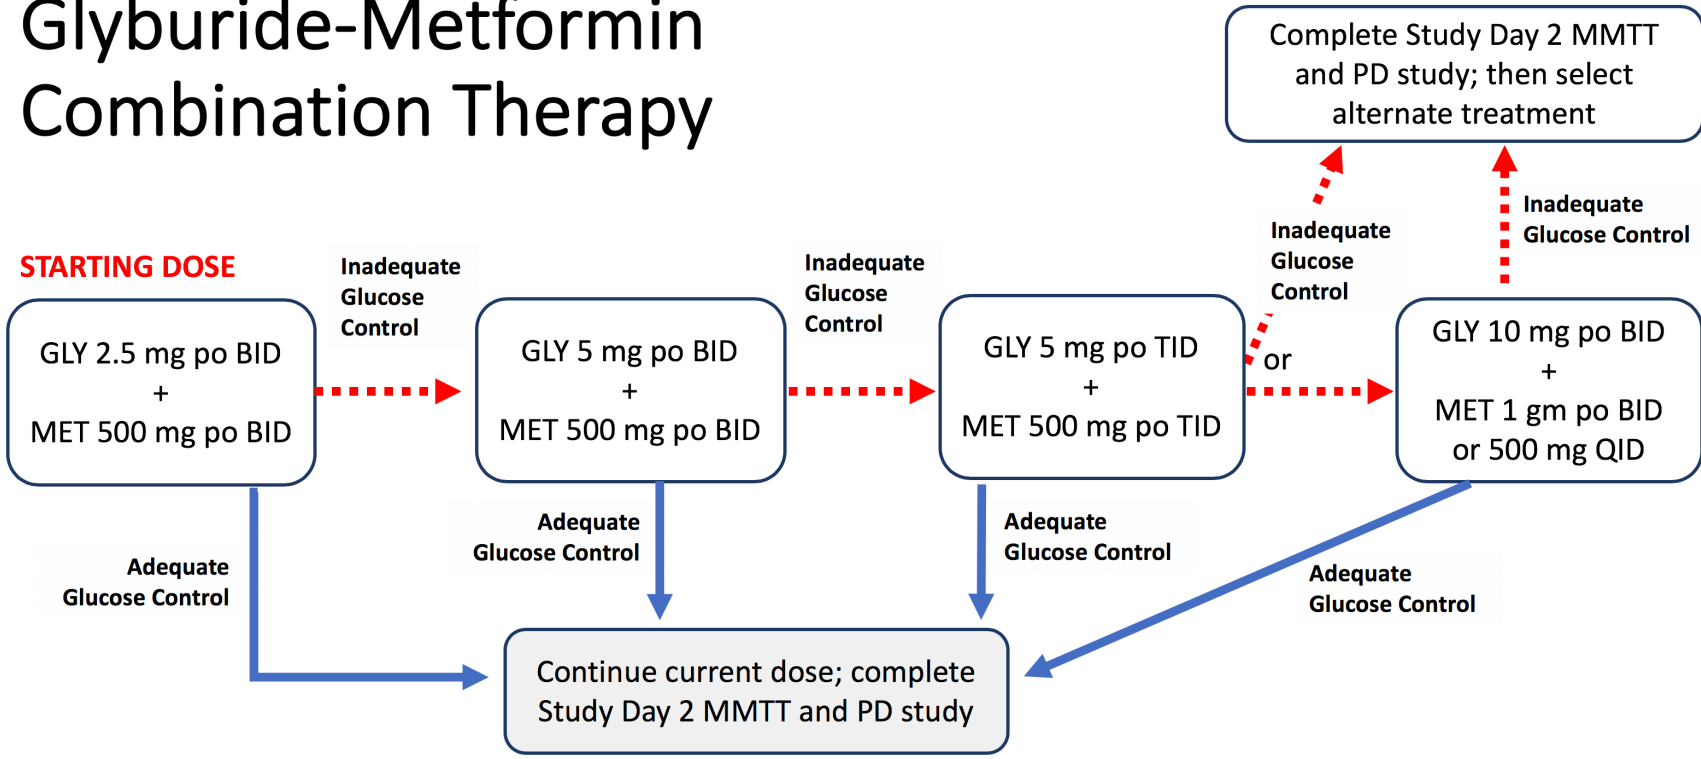 Glyburide-Metformin
Combination Therapy
Complete Study Day 2 MMTT
and PD study; then select
alternate treatment
STARTING DOSE
Inadequate
Glucose
Control
Inadequate
Glucose
Control
Inadequate
Glucose
Control
Inadequate
Glucose Control
GLY 2.5 mg po BID
+
MET 500 mg po BID
GLY 5 mg po BID
+
MET 500 mg po BID
GLY 5 mg po TID
+
MET 500 mg po TID
or
GLY 10 mg po BID
+
MET 1 gm po BID
or 500 mg QID
Adequate
Glucose Control
Adequate
Glucose Control
Adequate
Glucose Control
Adequate
Glucose Control
Continue current dose; complete
Study Day 2 MMTT and PD study